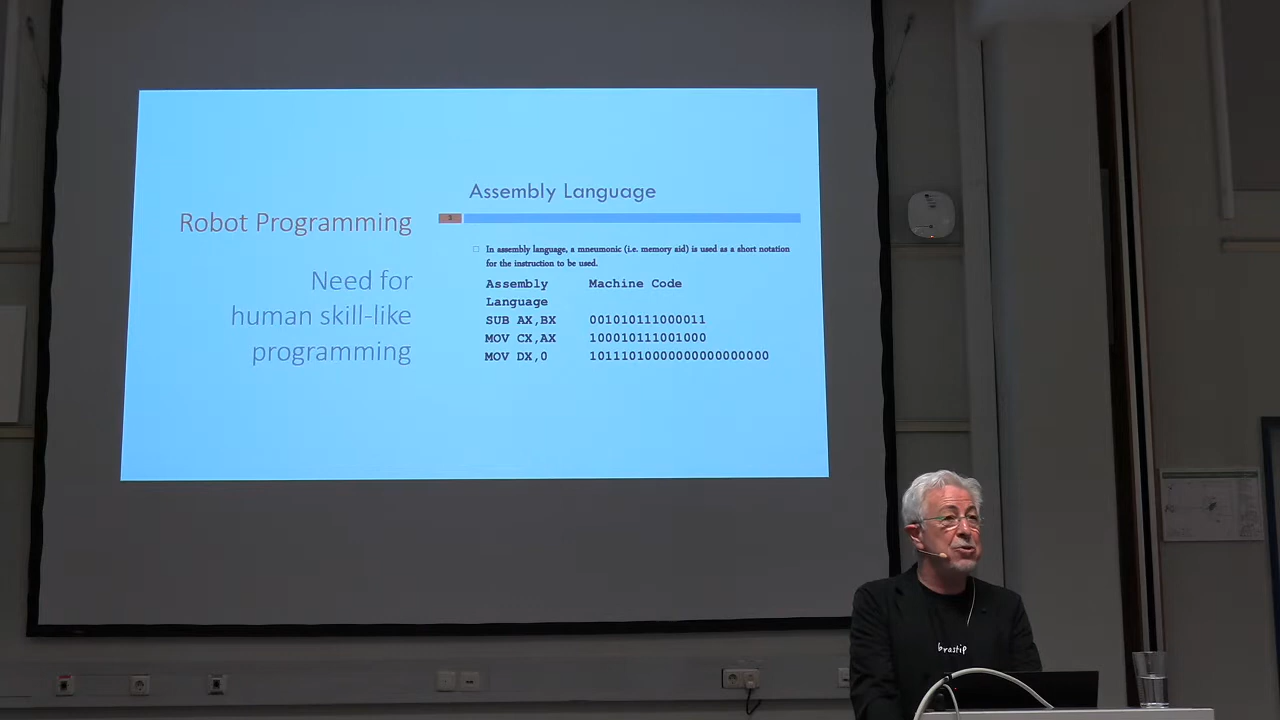 Robot Programming
Need for
human skill-like
programming
Assembly Language
3
In assembly language, a mneumonic (i.e. memory aid) is used as a short notation
for the instruction to be used.
Assembly Machine Code
Language
SUB AX,BX 001010111000011
MOV CX,AX 100010111001000
MOV DX,0 10111010000000000000000
brastip